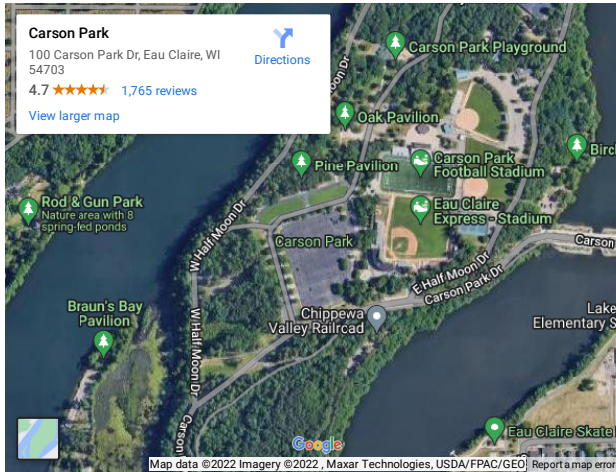 Carson Park
100 Carson Park Dr, Eau Claire, WI
54703
4.7
1,765 reviews
View larger map
Directions
Moon Dr
Carson Park Playground
Oak Pavilion
Pine Pavilion
Carson Park
Football Stadium
Rod & Gun Park
Nature area with 8
spring-fed ponds
W Half Moon Dr
Eau Claire
Express - Stadium
Carson Park
Carson
E Half Moon Dr
Carson Park Dr
Braun's Bay
Pavilion
Chippewa
Valley Railroad
Lake
Elementary
W Half Moon Dr
Carson
Google
Eau Claire Skate
Map data ©2022 Imagery ©2022 , Maxar Technologies, USDA/FPAC/GEO
Report a map error